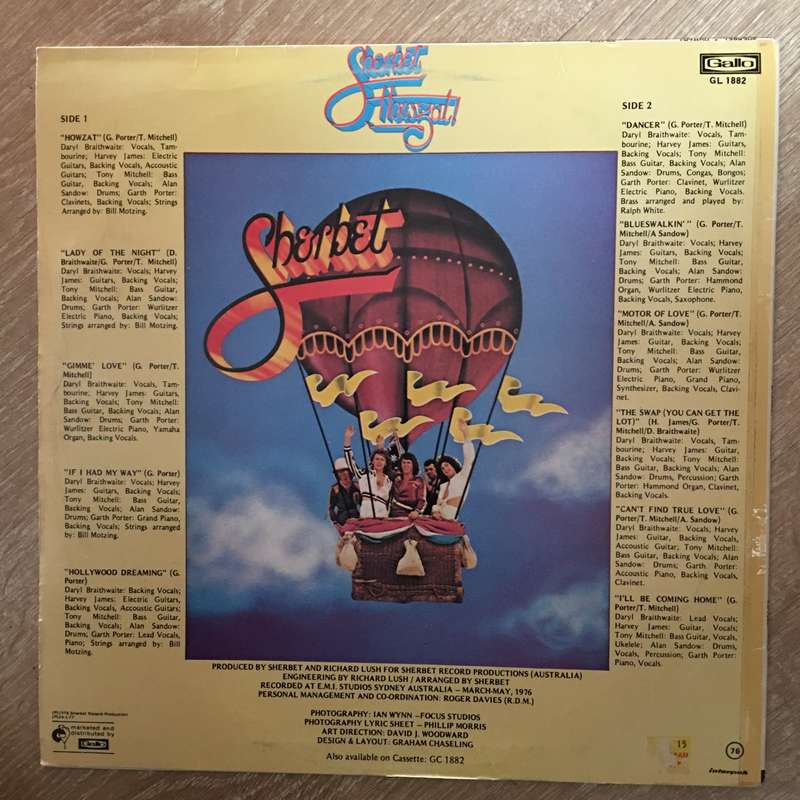 Sherbet
Howzat!
Gallo
GL 1882
SIDE 1
"HOWZAT" (G. Porter/T. Mitchell)
Daryl Braithwaite: Vocals, Tam-
bourine; Harvey James: Electric
Guitars, Backing Vocals, Accoustic
Guitars; Tony Mitchell: Bass
Guitar, Backing Vocals; Alan
Sandow: Drums; Garth Porter:
Clavinets, Backing Vocals; Strings
Arranged by: Bill Motzing.
"LADY OF THE NIGHT" (D.
Braithwaite/G. Porter/T. Mitchell)
Daryl Braithwaite: Vocals; Harvey
James: Guitars, Backing Vocals;
Tony Mitchell: Bass Guitar,
Backing Vocals; Alan Sandow:
Drums; Garth Porter: Wurlitzer
Electric Piano, Backing Vocals;
Strings arranged by: Bill Motzing.
"GIMME' LOVE" (G. Porter/T.
Mitchell)
Daryl Braithwaite: Vocals, Tam-
bourine; Harvey James: Guitars,
Backing Vocals; Tony Mitchell:
Bass Guitar, Backing Vocals; Alan
Sandow: Drums; Garth Porter:
Wurlitzer Electric Piano, Yamaha
Organ, Backing Vocals.
"IF I HAD MY WAY" (G. Porter)
Daryl Braithwaite: Vocals; Harvey
James: Guitars, Backing Vocals;
Tony Mitchell: Bass Guitar,
Backing Vocals; Alan Sandow:
Drums; Garth Porter: Grand Piano,
Backing Vocals; Strings arranged
by: Bill Motzing.
"HOLLYWOOD DREAMING" (G.
Porter)
Daryl Braithwaite: Backing Vocals;
Harvey James: Electric Guitars,
Backing Vocals, Accoustic Guitars;
Tony Mitchell: Bass Guitar,
Backing Vocals; Alan Sandow:
Drums; Garth Porter: Lead Vocals,
Piano; Strings arranged by: Bill
Motzing.
Sherbet
SIDE 2
"DANCER" (G. Porter/T. Mitchell)
Daryl Braithwaite: Vocals, Tam-
bourine; Harvey James: Guitars,
Backing Vocals; Tony Mitchell:
Bass Guitar, Backing Vocals; Alan
Sandow: Drums, Congas, Bongos;
Garth Porter: Clavinet, Wurlitzer
Electric Piano, Backing Vocals.
Brass arranged and played by:
Ralph White.
"BLUESWALKIN'" (G. Porter/T.
Mitchell/A Sandow)
Daryl Braithwaite: Vocals; Harvey
James: Guitars, Backing Vocals;
Tony Mitchell: Bass Guitar,
Backing Vocals; Alan Sandow:
Drums; Garth Porter: Hammond
Organ, Wurlitzer Electric Piano,
Backing Vocals, Saxophone.
"MOTOR OF LOVE" (G. Porter/T.
Mitchell/A. Sandow)
Daryl Braithwaite: Vocals; Harvey
James: Guitar, Backing Vocals;
Tony Mitchell: Bass Guitar,
Backing Vocals; Alan Sandow:
Drums; Garth Porter: Wurlitzer
Electric Piano, Grand Piano,
Synthesizer, Backing Vocals, Clavi-
net.
"THE SWAP (YOU CAN GET THE
LOT)" (H. James/G. Porter/T.
Mitchell/D. Braithwaite)
Daryl Braithwaite: Vocals, Tam-
bourine; Harvey James: Guitar,
Backing Vocals; Tony Mitchell:
Bass Guitar, Backing Vocals; Alan
Sandow: Drums, Percussion; Garth
Porter: Hammond Organ, Clavinet,
Backing Vocals.
"CAN'T FIND TRUE LOVE" (G.
Porter/T. Mitchell/A. Sandow)
Daryl Braithwaite: Vocals; Harvey
James: Guitar, Backing Vocals,
Accoustic Guitar; Tony Mitchell:
Bass Guitar, Backing Vocals; Alan
Sandow: Drums; Garth Porter:
Accoustic Piano, Backing Vocals,
Clavinet.
"I'LL BE COMING HOME" (G.
Porter/T. Mitchell)
Daryl Braithwaite: Lead Vocals;
Harvey James: Guitar, Vocals;
Tony Mitchell: Bass Guitar, Vocals,
Ukelele; Alan Sandow: Drums,
Vocals, Percussion; Garth Porter:
Piano, Vocals.
PRODUCED BY SHERBET AND RICHARD LUSH FOR SHERBET RECORD PRODUCTIONS (AUSTRALIA)
ENGINEERING BY RICHARD LUSH / ARRANGED BY SHERBET
RECORDED AT E.M.I. STUDIOS SYDNEY AUSTRALIA – MARCH-MAY, 1976
PERSONAL MANAGEMENT AND CO-ORDINATION: ROGER DAVIES (R.D.M.)
PHOTOGRAPHY: IAN WYNN –FOCUS STUDIOS
PHOTOGRAPHY LYRIC SHEET – PHILLIP MORRIS
ART DIRECTION: DAVID J. WOODWARD
DESIGN & LAYOUT: GRAHAM CHASELING
Also available on Cassette: GC 1882
marketed and
distributed by
Gallo
15
76
interpak